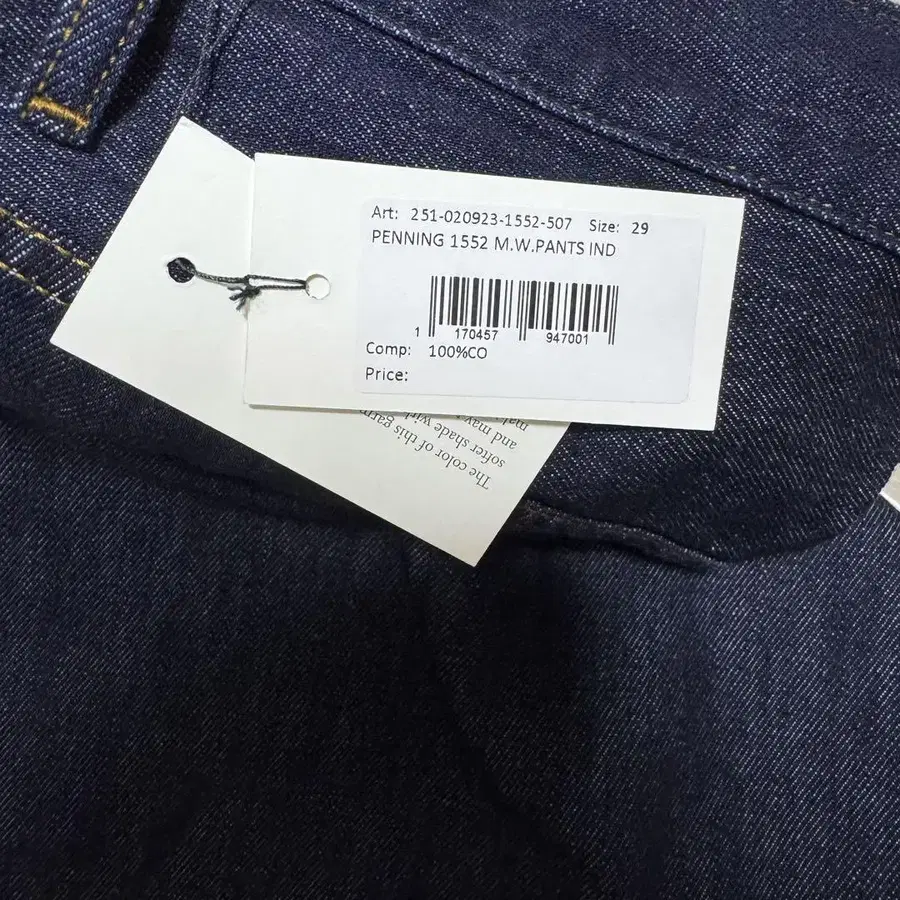 Art: 251-020923-1552-507 Size: 29
PENNING 1552 M.W.PANTS IND
1 170457 947001
Comp: 100%CO
Price:
The color of this garm
softer shade with
and may